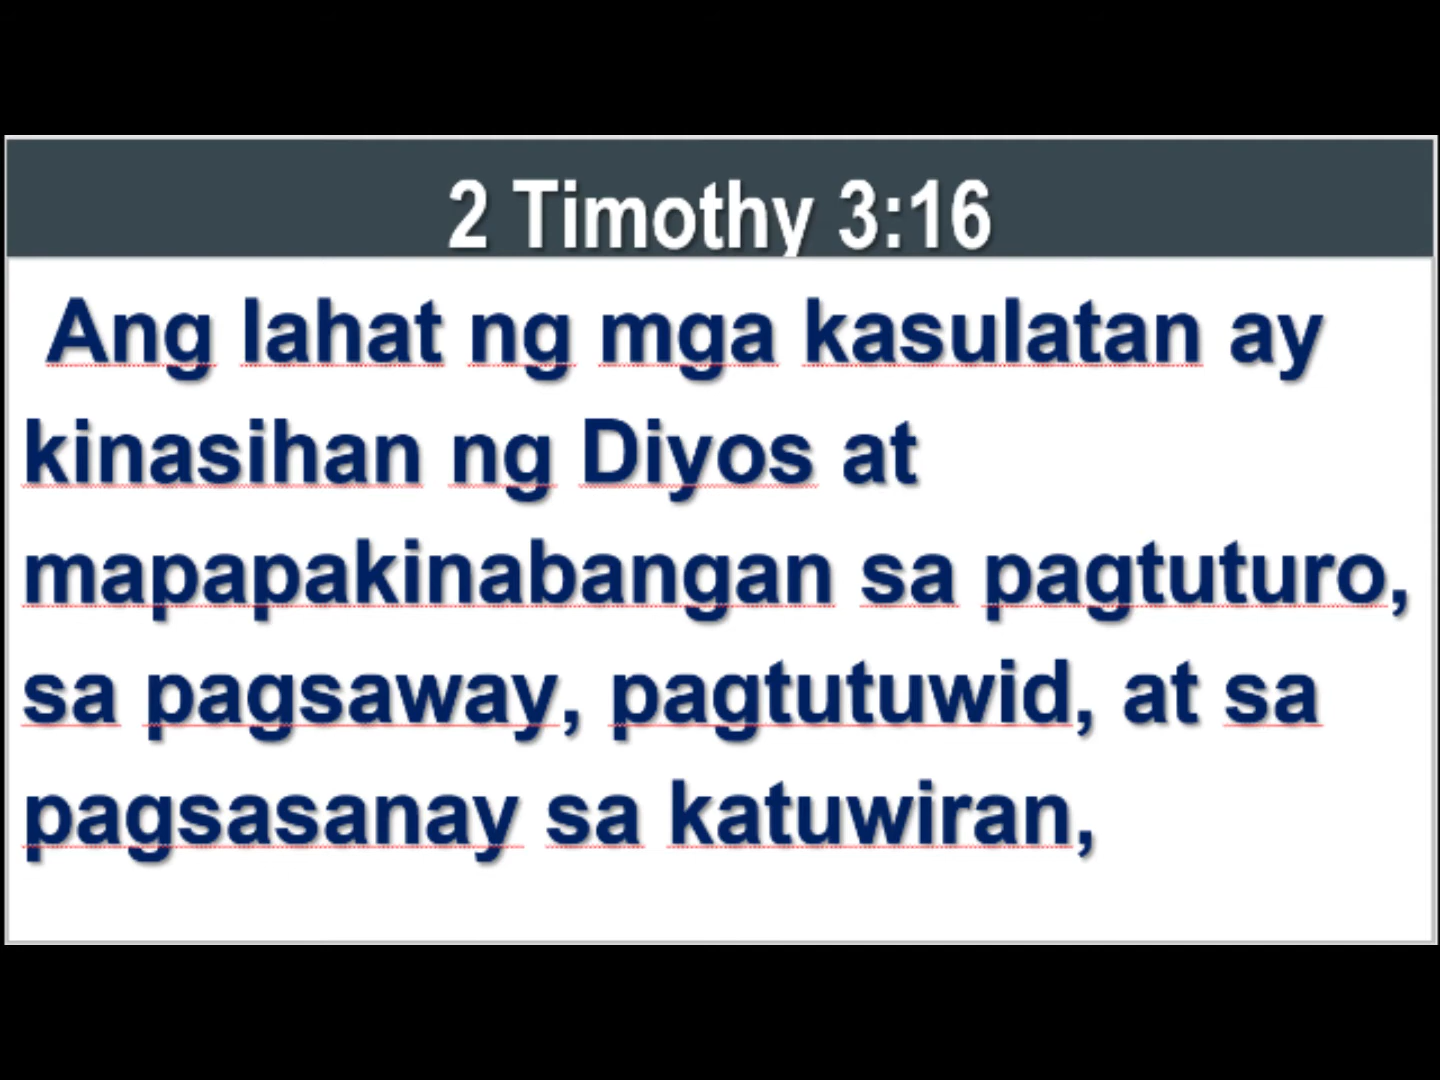 2 Timothy 3:16
Ang lahat ng mga kasulatan ay
kinasihan ng Diyos at
mapapakinabangan sa pagtuturo,
sa pagsaway, pagtutuwid, at sa
pagsasanay sa katuwiran,